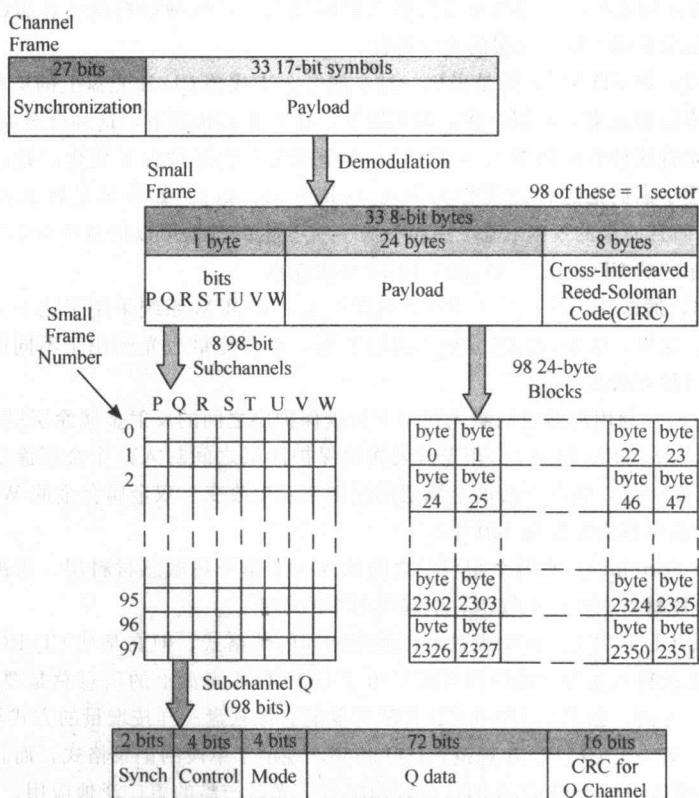 Channel
Frame
27 bits
33 17-bit symbols
Synchronization
Payload
Small
Frame
Demodulation
98 of these = 1 sector
33 8-bit bytes
1 byte
24 bytes
8 bytes
bits
P Q R S T U V W
Payload
Cross-Interleaved
Reed-Soloman
Code(CIRC)
Small
Frame
Number
8 98-bit
Subchannels
98 24-byte
Blocks
P Q R S T U V W
0
1
2
95
96
97
byte
0
byte
1
byte
22
byte
23
byte
24
byte
25
byte
46
byte
47
byte
2302
byte
2303
byte
2324
byte
2325
byte
2326
byte
2327
byte
2350
byte
2351
Subchannel Q
(98 bits)
2 bits
4 bits
4 bits
72 bits
16 bits
Synch
Control
Mode
Q data
CRC for
Q Channel